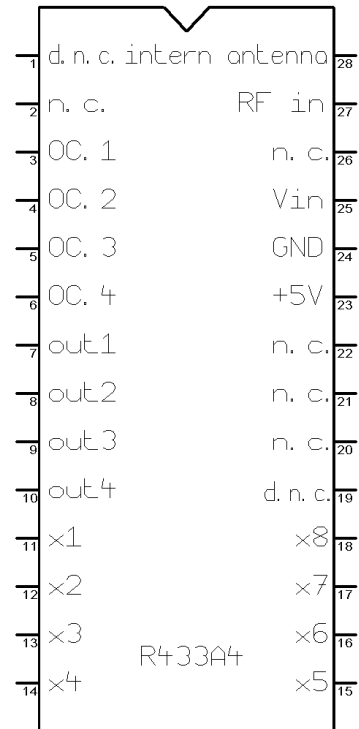 1 d.n.c. intern antenna 28
2 n. c. RF in 27
3 OC. 1 n. c. 26
4 OC. 2 Vin 25
5 OC. 3 GND 24
6 OC. 4 +5V 23
7 out1 n. c. 22
8 out2 n. c. 21
9 out3 n. c. 20
10 out4 d.n.c. 19
11 x1 x8 18
12 x2 x7 17
13 x3 x6 16
R433A4
14 x4 x5 15